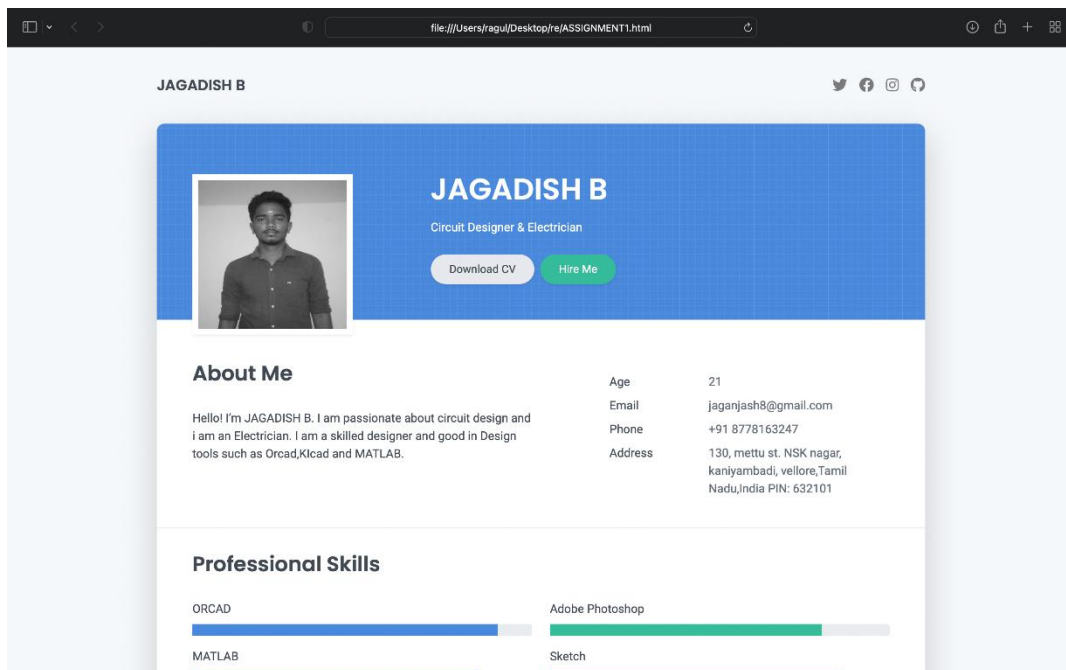 file:///Users/ragul/Desktop/re/ASSIGNMENT1.html
JAGADISH B
JAGADISH B
Circuit Designer & Electrician
Download CV
Hire Me
About Me
Hello! I'm JAGADISH B. I am passionate about circuit design and
i am an Electrician. I am a skilled designer and good in Design
tools such as Orcad,KIcad and MATLAB.
Age 21
Email jaganjash8@gmail.com
Phone +91 8778163247
Address 130, mettu st. NSK nagar,
kaniyambadi, vellore,Tamil
Nadu,India PIN: 632101
Professional Skills
ORCAD
Adobe Photoshop
MATLAB
Sketch